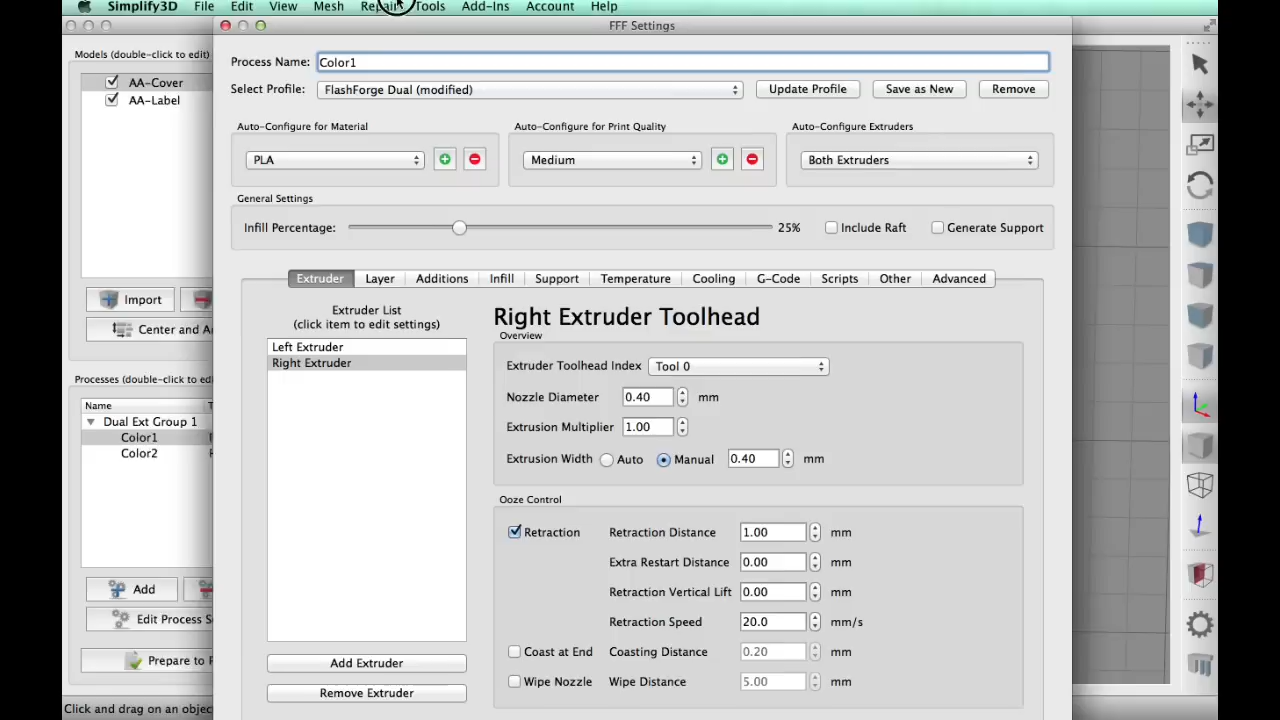 Simplify3D File Edit View Mesh Repair Tools Add-Ins Account Help
FFF Settings
Models (double-click to edit)
AA-Cover
AA-Label
Import
Center and Ar
Processes (double-click to edi
Name
Dual Ext Group 1
Color1
Color2
Add
Edit Process S
Prepare to P
Click and drag on an objec
Process Name: Color1
Select Profile: FlashForge Dual (modified) Update Profile Save as New Remove
Auto-Configure for Material Auto-Configure for Print Quality Auto-Configure Extruders
PLA Medium Both Extruders
General Settings
Infill Percentage: 25% Include Raft Generate Support
Extruder Layer Additions Infill Support Temperature Cooling G-Code Scripts Other Advanced
Extruder List
(click item to edit settings)
Left Extruder
Right Extruder
Add Extruder
Remove Extruder
Right Extruder Toolhead
Overview
Extruder Toolhead Index Tool 0
Nozzle Diameter 0.40 mm
Extrusion Multiplier 1.00
Extrusion Width Auto Manual 0.40 mm
Ooze Control
Retraction Retraction Distance 1.00 mm
Extra Restart Distance 0.00 mm
Retraction Vertical Lift 0.00 mm
Retraction Speed 20.0 mm/s
Coast at End Coasting Distance 0.20 mm
Wipe Nozzle Wipe Distance 5.00 mm